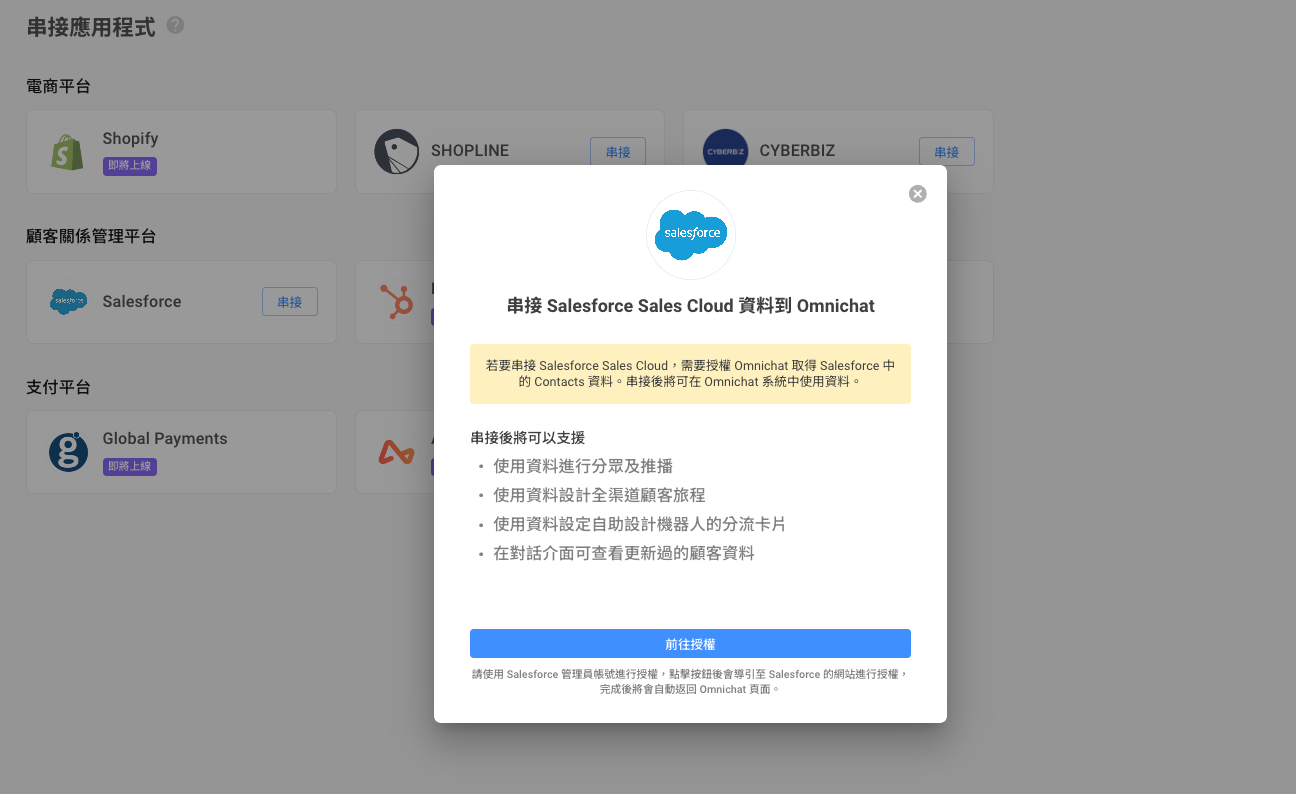 串接應用程式 ?
電商平台
Shopify
即將上線
SHOPLINE
串接
CYBERBIZ
CYBERBIZ
串接
顧客關係管理平台
salesforce
Salesforce
串接
支付平台
Global Payments
即將上線
salesforce
串接 Salesforce Sales Cloud 資料到 Omnichat
若要串接 Salesforce Sales Cloud，需要授權 Omnichat 取得 Salesforce 中
的 Contacts 資料。串接後將可在 Omnichat 系統中使用資料。
串接後將可以支援
• 使用資料進行分眾及推播
• 使用資料設計全渠道顧客旅程
• 使用資料設定自助設計機器人的分流卡片
• 在對話介面可查看更新過的顧客資料
前往授權
請使用 Salesforce 管理員帳號進行授權，點擊按鈕後會導引至 Salesforce 的網站進行授權，
完成後將會自動返回 Omnichat 頁面。